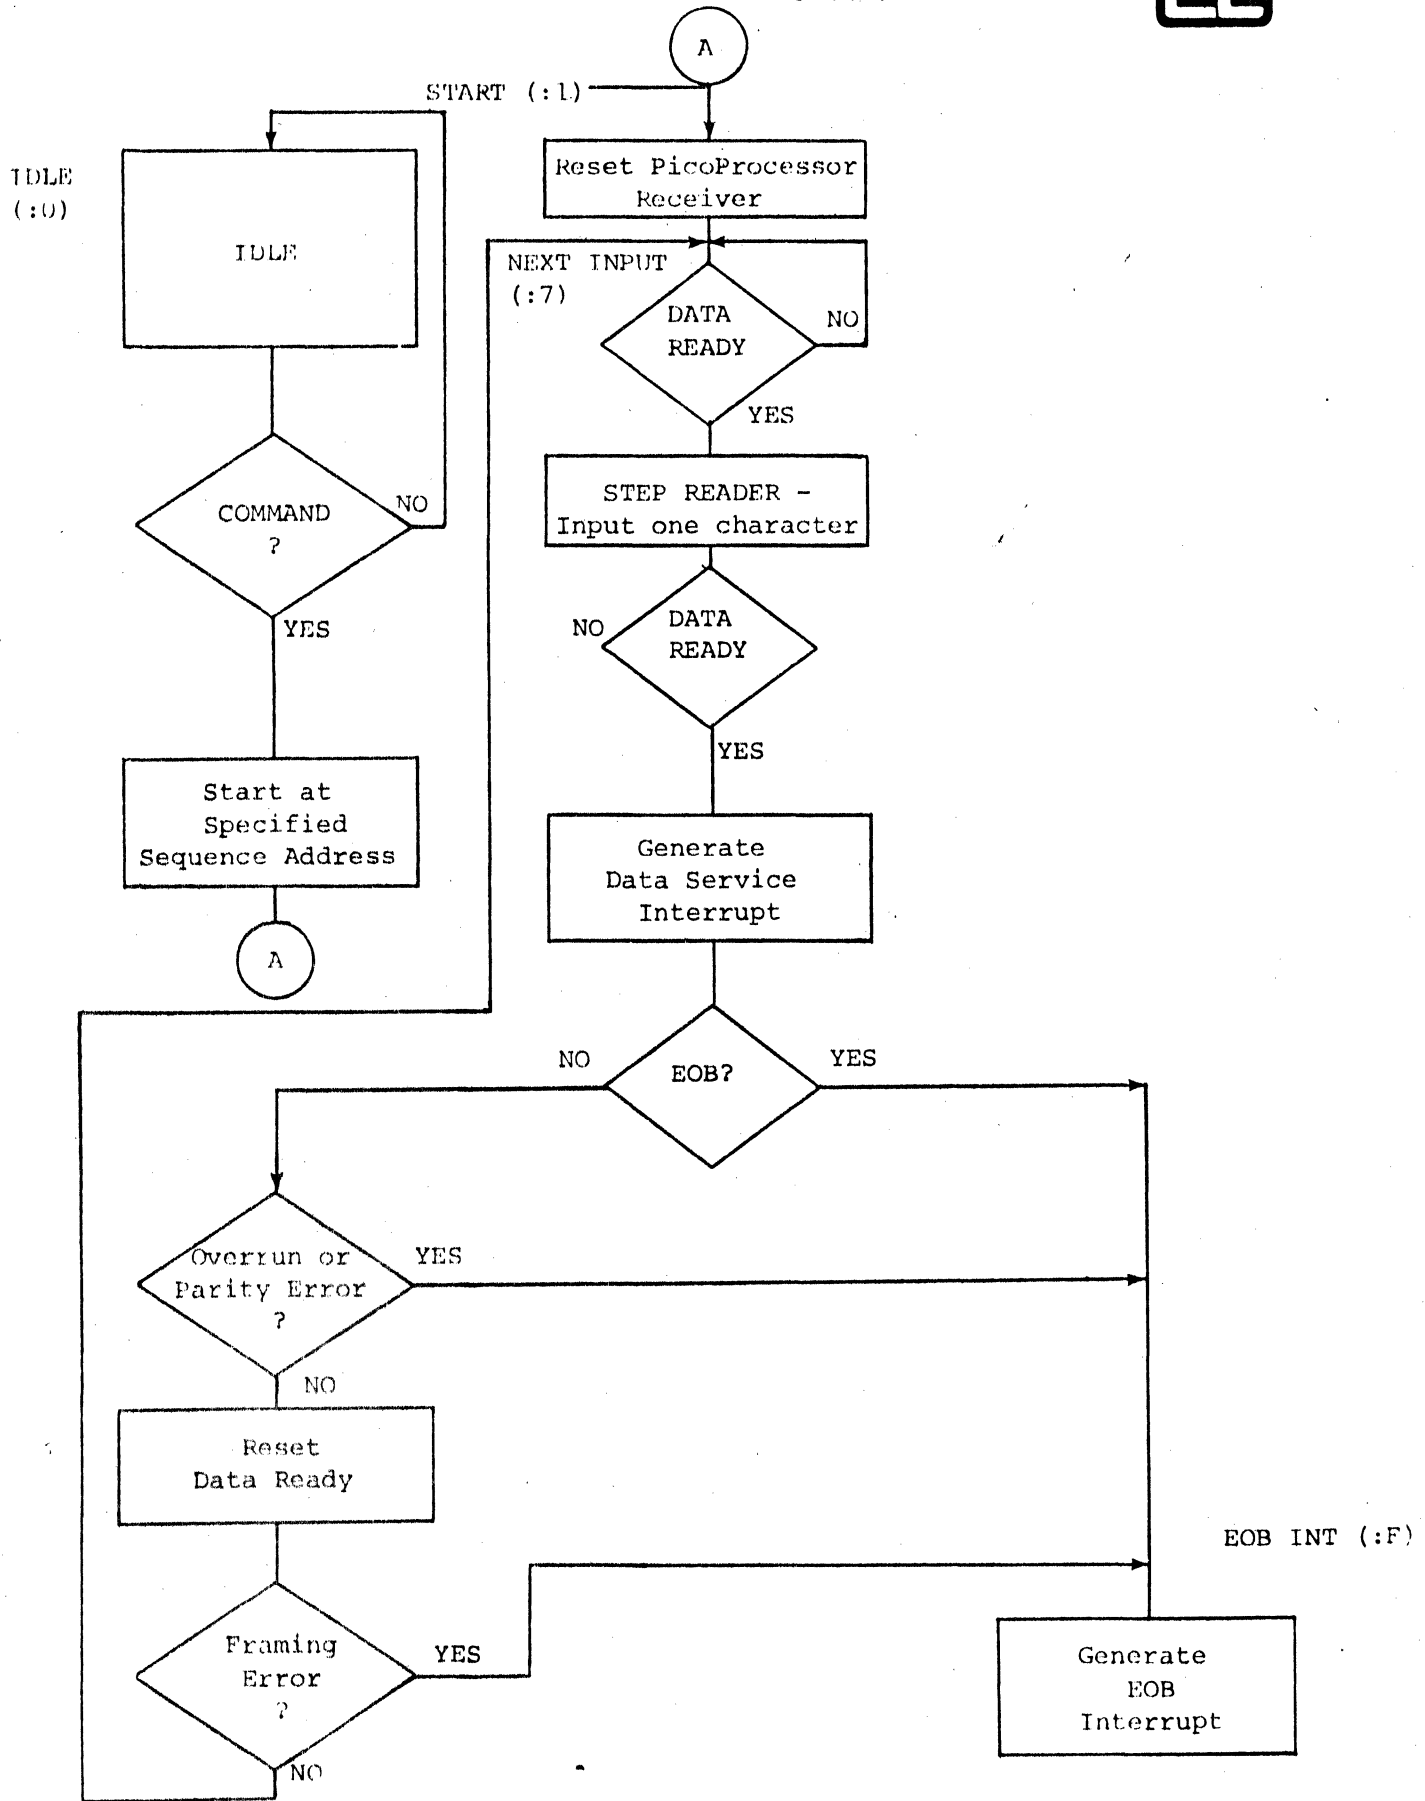 A
START (:1)
IDLE
(:0)
IDLE
COMMAND
?
NO
YES
Start at
Specified
Sequence Address
A
Reset PicoProcessor
Receiver
NEXT INPUT
(:7)
DATA
READY
NO
YES
STEP READER -
Input one character
DATA
READY
NO
YES
Generate
Data Service
Interrupt
EOB?
NO
YES
Overrun or
Parity Error
?
YES
NO
Reset
Data Ready
Framing
Error
?
YES
NO
EOB INT (:F)
Generate
EOB
Interrupt